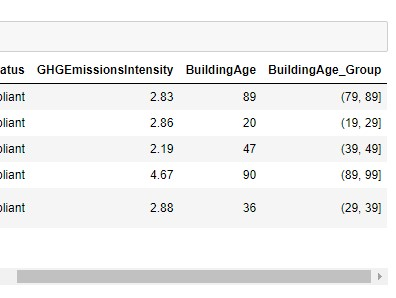 atus GHGEmissionsIntensity BuildingAge BuildingAge_Group
pliant 2.83 89 (79, 89]
pliant 2.86 20 (19, 29]
pliant 2.19 47 (39, 49]
pliant 4.67 90 (89, 99]
pliant 2.88 36 (29, 39]